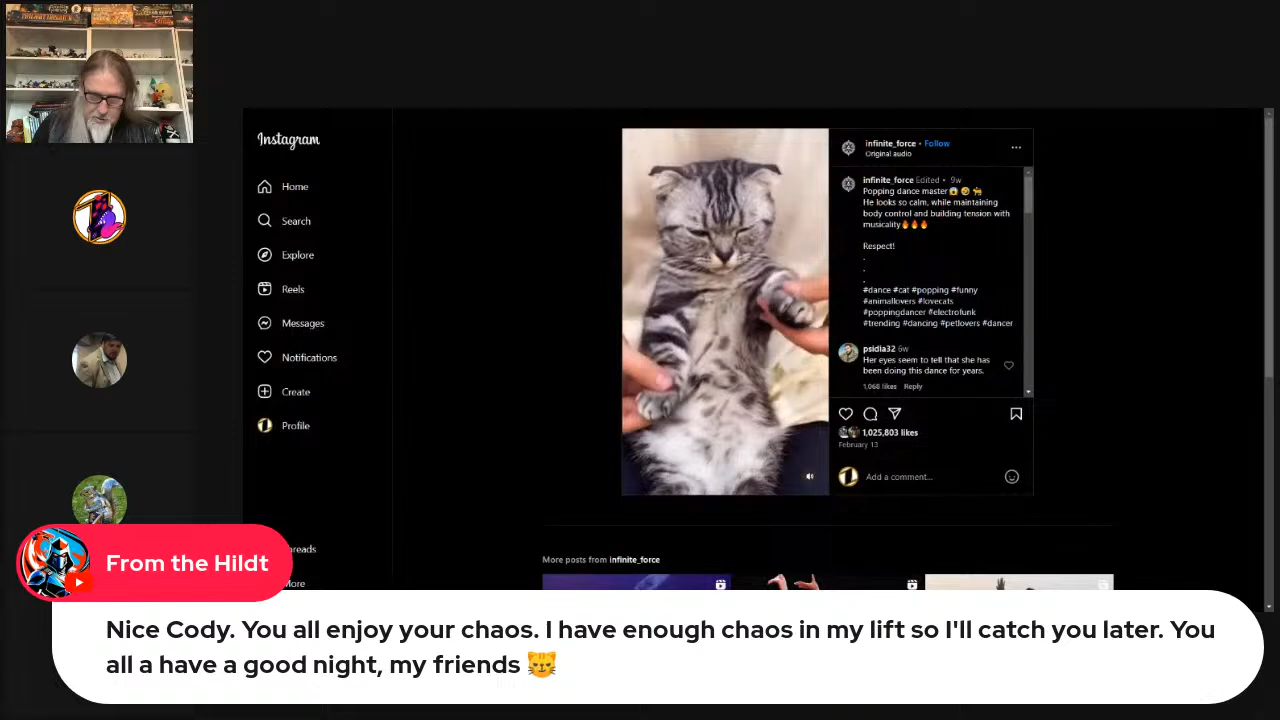 Instagram
Home
Search
Explore
Reels
Messages
Notifications
Create
Profile
More
infinite_force • Follow
Original audio
infinite_force Edited • 9w
Popping dance master😱🤣🐈
He looks so calm, while maintaining
body control and building tension with
musicality🔥🔥🔥
Respect!
.
.
.
#dance #cat #popping #funny
#animallovers #lovecats
#poppingdancer #electrofunk
#trending #dancing #petlovers #dancer
psidia32 6w
Her eyes seem to tell that she has
been doing this dance for years.
1,068 likes Reply
1,025,803 likes
February 13
Add a comment...
More posts from infinite_force
From the Hildt
Nice Cody. You all enjoy your chaos. I have enough chaos in my lift so I'll catch you later. You
all a have a good night, my friends 😼